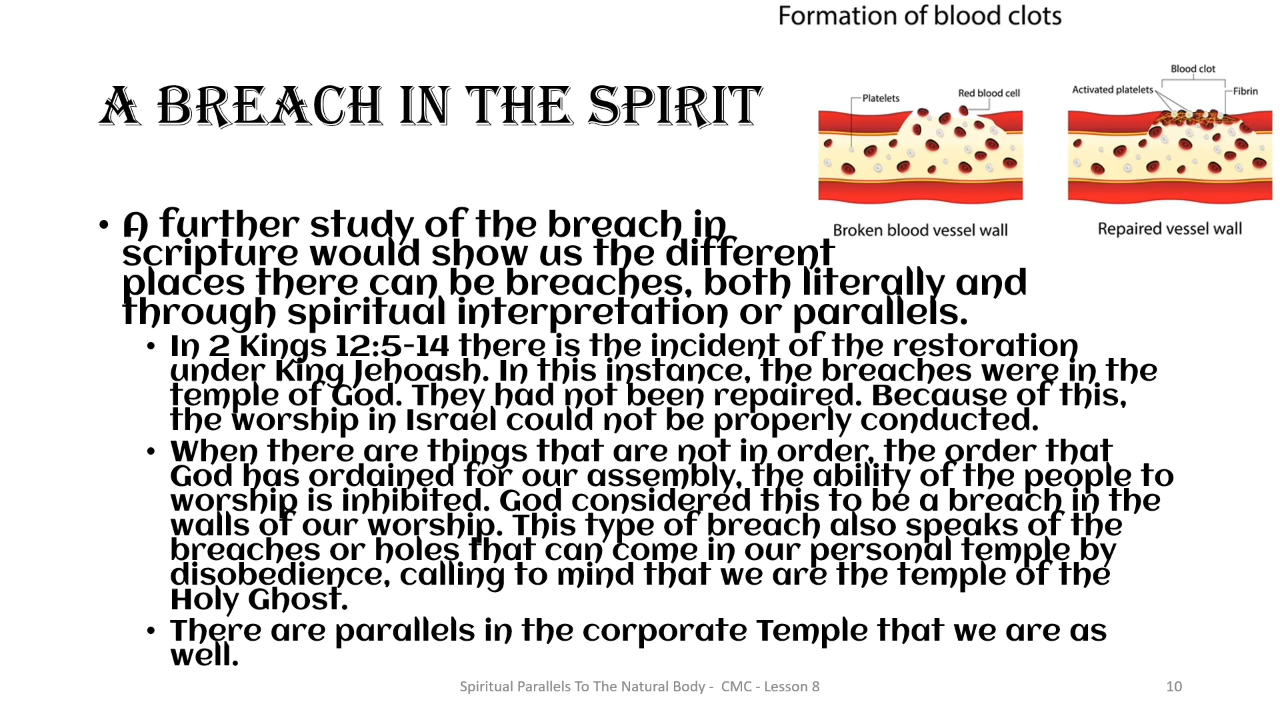 Formation of blood clots
A BREACH IN THE SPIRIT
Platelets
Red blood cell
Broken blood vessel wall
Blood clot
Activated platelets
Fibrin
Repaired vessel wall
• A further study of the breach in
scripture would show us the different
places there can be breaches, both literally and
through spiritual interpretation or parallels.
• In 2 Kings 12:5-14 there is the incident of the restoration
under King Jehoash. In this instance, the breaches were in the
temple of God. They had not been repaired. Because of this,
the worship in Israel could not be properly conducted.
• When there are things that are not in order, the order that
God has ordained for our assembly, the ability of the people to
worship is inhibited. God considered this to be a breach in the
walls of our worship. This type of breach also speaks of the
breaches or holes that can come in our personal temple by
disobedience, calling to mind that we are the temple of the
Holy Ghost.
• There are parallels in the corporate Temple that we are as
well.
Spiritual Parallels To The Natural Body - CMC - Lesson 8
10